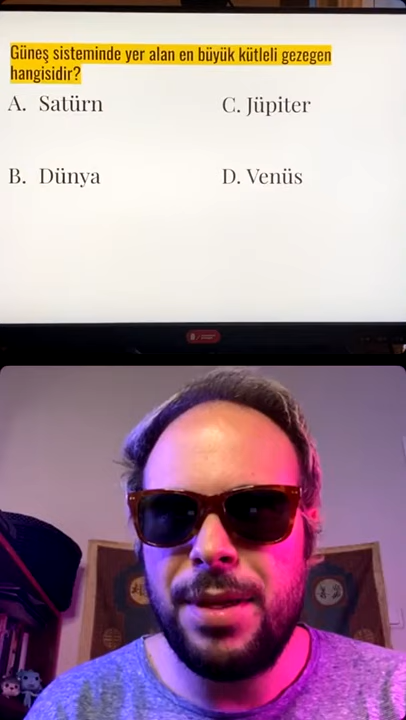 Güneş sisteminde yer alan en büyük kütleli gezegen
hangisidir?
A. Satürn
C. Jüpiter
B. Dünya
D. Venüs